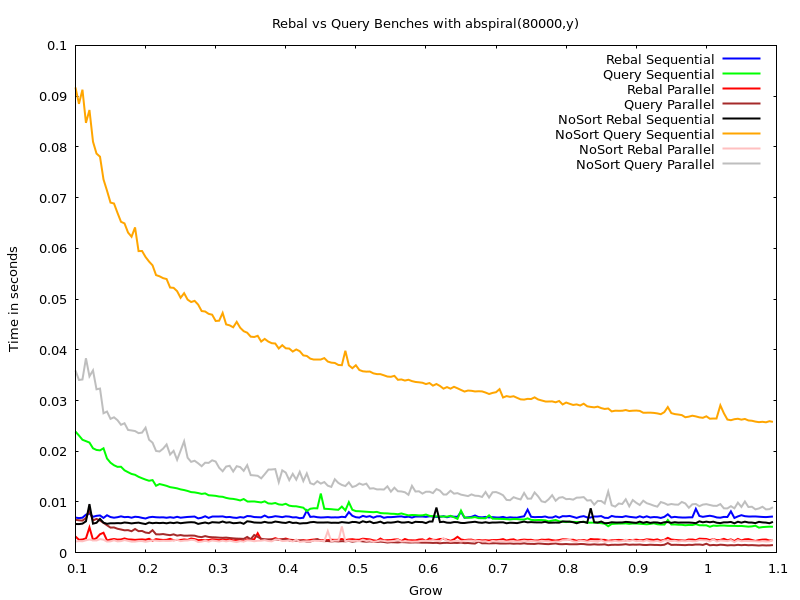 Rebal vs Query Benches with abspiral(80000,y)
Rebal Sequential
Query Sequential
Rebal Parallel
Query Parallel
NoSort Rebal Sequential
NoSort Query Sequential
NoSort Rebal Parallel
NoSort Query Parallel
Time in seconds
0.1
0.09
0.08
0.07
0.06
0.05
0.04
0.03
0.02
0.01
0
0.1 0.2 0.3 0.4 0.5 0.6 0.7 0.8 0.9 1 1.1
Grow